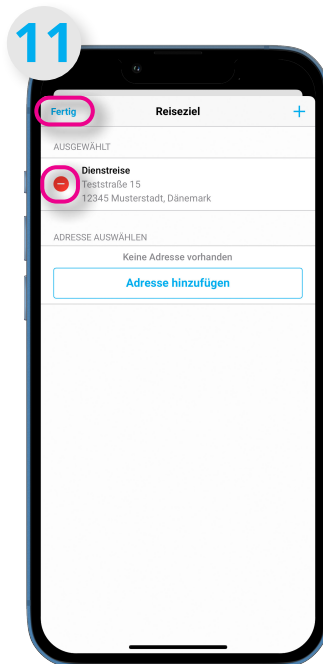 11
Fertig
Reiseziel
+
AUSGEWÄHLT
Dienstreise
Teststraße 15
12345 Musterstadt, Dänemark
ADRESSE AUSWÄHLEN
Keine Adresse vorhanden
Adresse hinzufügen